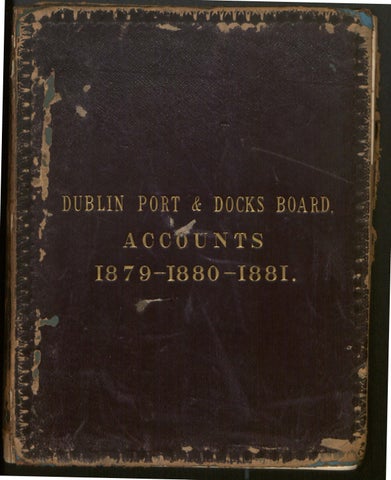 DUBLIN PORT & DOCKS BOARD.
ACCOUNTS
1879-1880-1881.